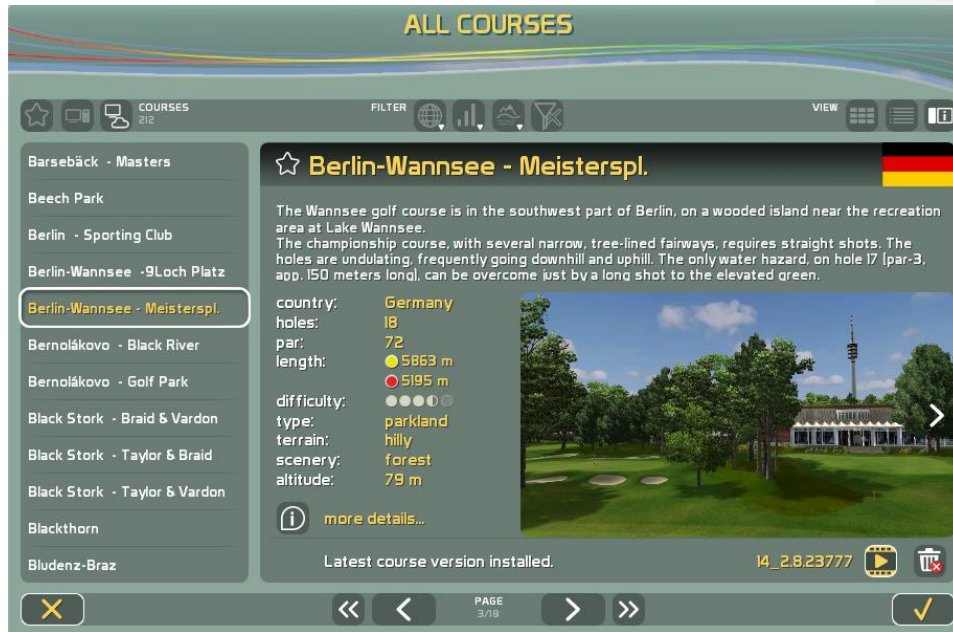 ALL COURSES
COURSES
212
FILTER
VIEW
Barsebäck - Masters
Beech Park
Berlin - Sporting Club
Berlin-Wannsee -9Loch Platz
Berlin-Wannsee - Meisterspl.
Bernolákovo - Black River
Bernolákovo - Golf Park
Black Stork - Braid & Vardon
Black Stork - Taylor & Braid
Black Stork - Taylor & Vardon
Blackthorn
Bludenz-Braz
Berlin-Wannsee - Meisterspl.
The Wannsee golf course is in the southwest part of Berlin, on a wooded island near the recreation
area at Lake Wannsee.
The championship course, with several narrow, tree-lined fairways, requires straight shots. The
holes are undulating, frequently going downhill and uphill. The only water hazard, on hole 17 (par-3,
app. 150 meters long), can be overcome just by a long shot to the elevated green.
country: Germany
holes: 18
par: 72
length: 5863 m
5195 m
difficulty:
type: parkland
terrain: hilly
scenery: forest
altitude: 79 m
more details...
Latest course version installed.
14_2.8.23777
PAGE
3/18